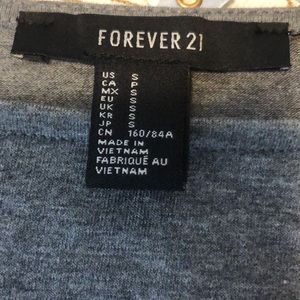 FOREVER 21
US S
CA P
MX S
EU S
UK S
KR S
JP S
CN 160/84A
MADE IN
VIETNAM
FABRIQUÉ AU
VIETNAM